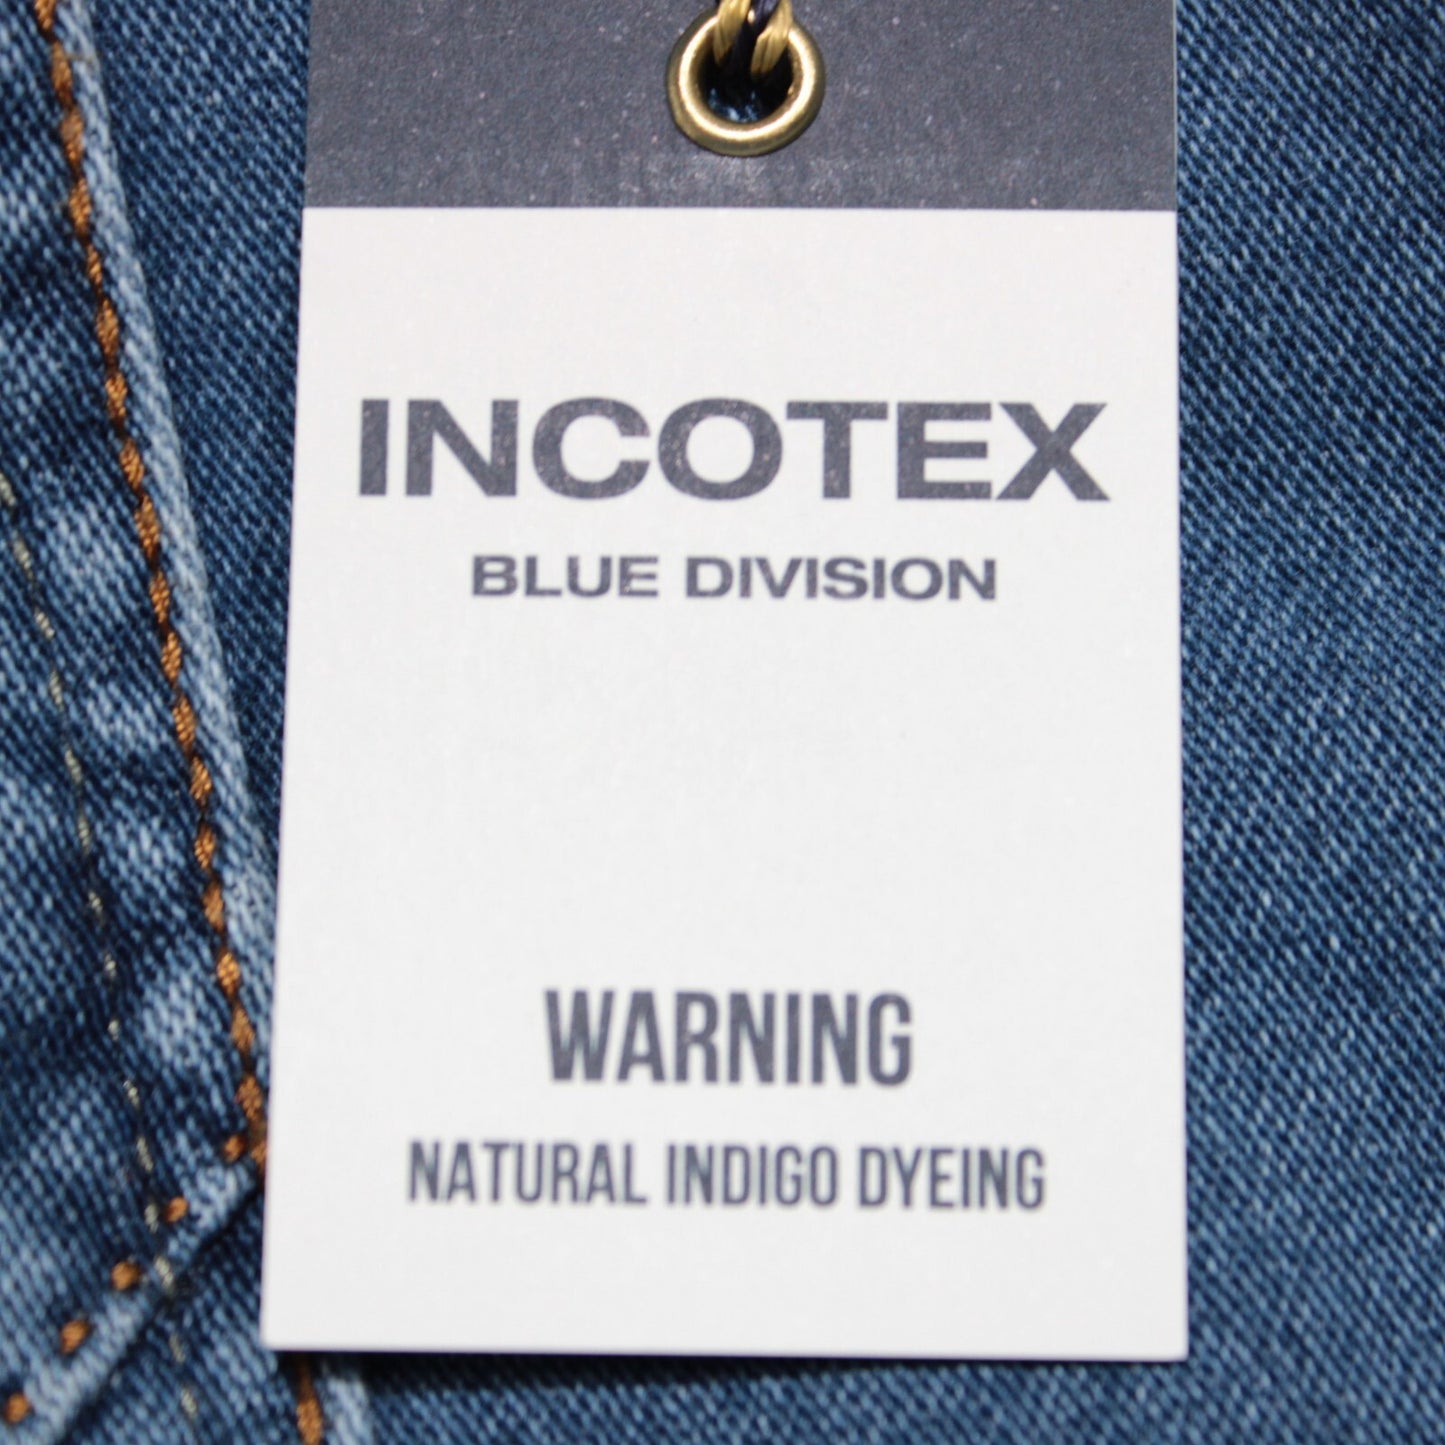 INCOTEX
BLUE DIVISION
WARNING
NATURAL INDIGO DYEING